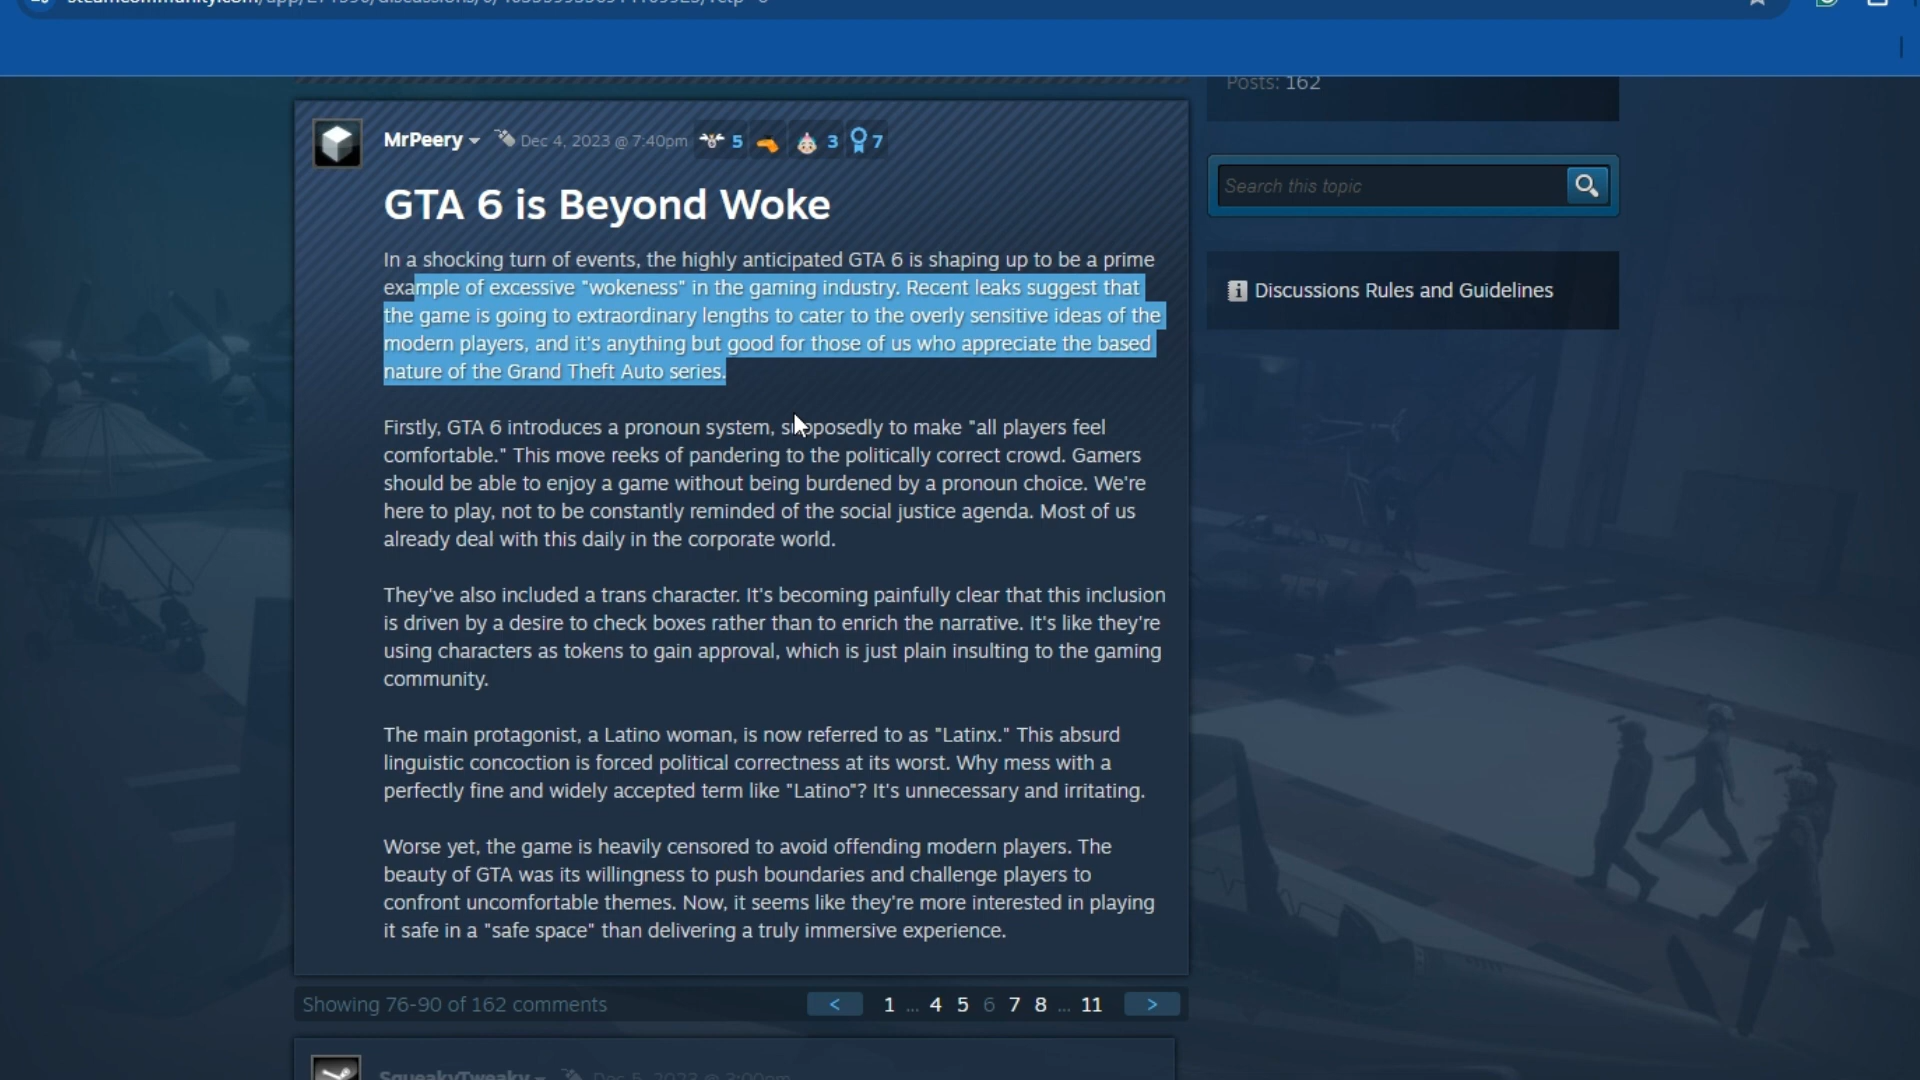 Posts: 162
MrPeery Dec 4, 2023 @ 7:40pm 5 3 7
GTA 6 is Beyond Woke
Search this topic
In a shocking turn of events, the highly anticipated GTA 6 is shaping up to be a prime
example of excessive "wokeness" in the gaming industry. Recent leaks suggest that
the game is going to extraordinary lengths to cater to the overly sensitive ideas of the
modern players, and it's anything but good for those of us who appreciate the based
nature of the Grand Theft Auto series.
Discussions Rules and Guidelines
Firstly, GTA 6 introduces a pronoun system, supposedly to make "all players feel
comfortable." This move reeks of pandering to the politically correct crowd. Gamers
should be able to enjoy a game without being burdened by a pronoun choice. We're
here to play, not to be constantly reminded of the social justice agenda. Most of us
already deal with this daily in the corporate world.
They've also included a trans character. It's becoming painfully clear that this inclusion
is driven by a desire to check boxes rather than to enrich the narrative. It's like they're
using characters as tokens to gain approval, which is just plain insulting to the gaming
community.
The main protagonist, a Latino woman, is now referred to as "Latinx." This absurd
linguistic concoction is forced political correctness at its worst. Why mess with a
perfectly fine and widely accepted term like "Latino"? It's unnecessary and irritating.
Worse yet, the game is heavily censored to avoid offending modern players. The
beauty of GTA was its willingness to push boundaries and challenge players to
confront uncomfortable themes. Now, it seems like they're more interested in playing
it safe in a "safe space" than delivering a truly immersive experience.
Showing 76-90 of 162 comments < 1 ... 4 5 6 7 8 ... 11 >
SqueakyTweaky Dec 5, 2023 @ 3:00pm